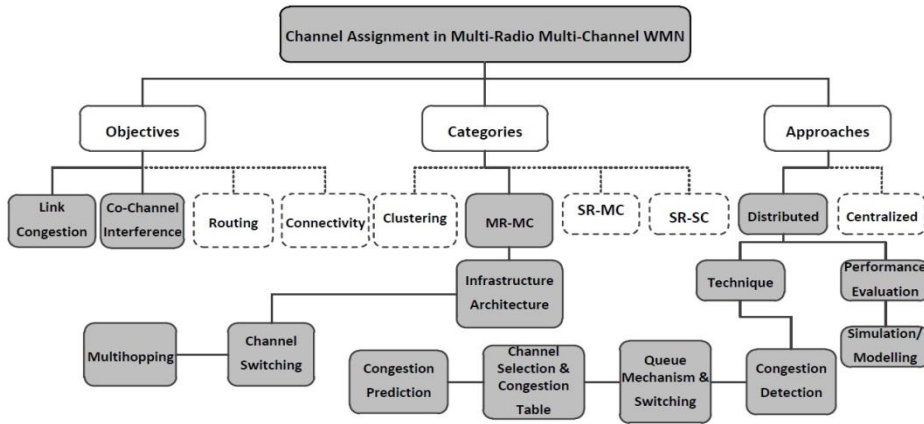 Channel Assignment in Multi-Radio Multi-Channel WMN
Objectives
Categories
Approaches
Link
Congestion
Co-Channel
Interference
Routing
Connectivity
Clustering
MR-MC
SR-MC
SR-SC
Distributed
Centralized
Infrastructure
Architecture
Technique
Performance
Evaluation
Multihopping
Channel
Switching
Simulation/
Modelling
Congestion
Prediction
Channel
Selection &
Congestion
Table
Queue
Mechanism &
Switching
Congestion
Detection